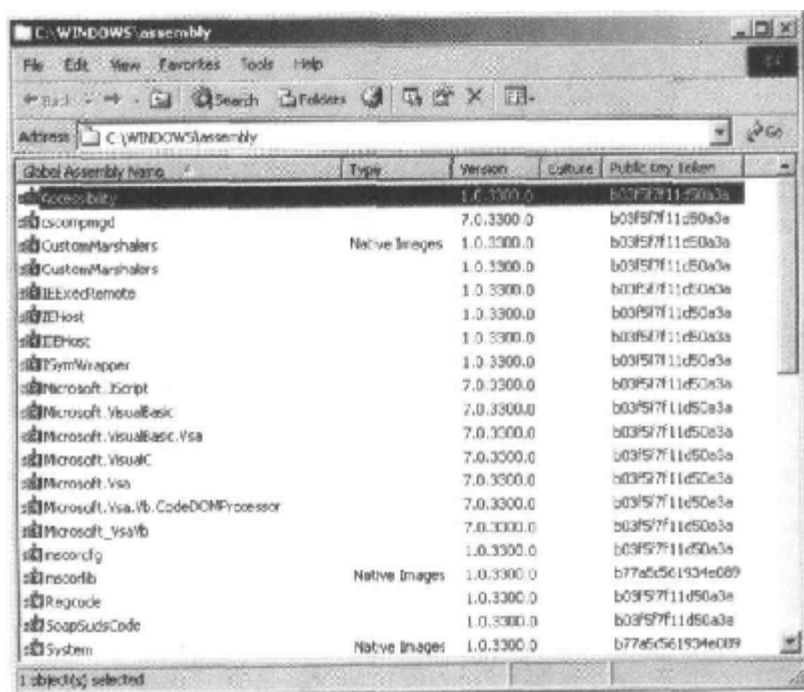 C:\WINDOWS\assembly
File Edit View Favorites Tools Help
Back Search Folders
Address C:\WINDOWS\assembly Go
Global Assembly Name Type Version Culture Public Key Token
Accessibility 1.0.3300.0 b03f5f7f11d50a3a
cscompmgd 7.0.3300.0 b03f5f7f11d50a3a
CustomMarshalers Native Images 1.0.3300.0 b03f5f7f11d50a3a
CustomMarshalers 1.0.3300.0 b03f5f7f11d50a3a
IEExecRemote 1.0.3300.0 b03f5f7f11d50a3a
IEHost 1.0.3300.0 b03f5f7f11d50a3a
IIEHost 1.0.3300.0 b03f5f7f11d50a3a
ISymWrapper 1.0.3300.0 b03f5f7f11d50a3a
Microsoft.JScript 7.0.3300.0 b03f5f7f11d50a3a
Microsoft.VisualBasic 7.0.3300.0 b03f5f7f11d50a3a
Microsoft.VisualBasic.Vsa 7.0.3300.0 b03f5f7f11d50a3a
Microsoft.VisualC 7.0.3300.0 b03f5f7f11d50a3a
Microsoft.Vsa 7.0.3300.0 b03f5f7f11d50a3a
Microsoft.Vsa.Vb.CodeDOMProcessor 7.0.3300.0 b03f5f7f11d50a3a
Microsoft_VsaVb 7.0.3300.0 b03f5f7f11d50a3a
mscorcfg 1.0.3300.0 b03f5f7f11d50a3a
mscorlib Native Images 1.0.3300.0 b77a5c561934e089
Regcode 1.0.3300.0 b03f5f7f11d50a3a
SoapSudsCode 1.0.3300.0 b03f5f7f11d50a3a
System Native Images 1.0.3300.0 b77a5c561934e089
1 object(s) selected